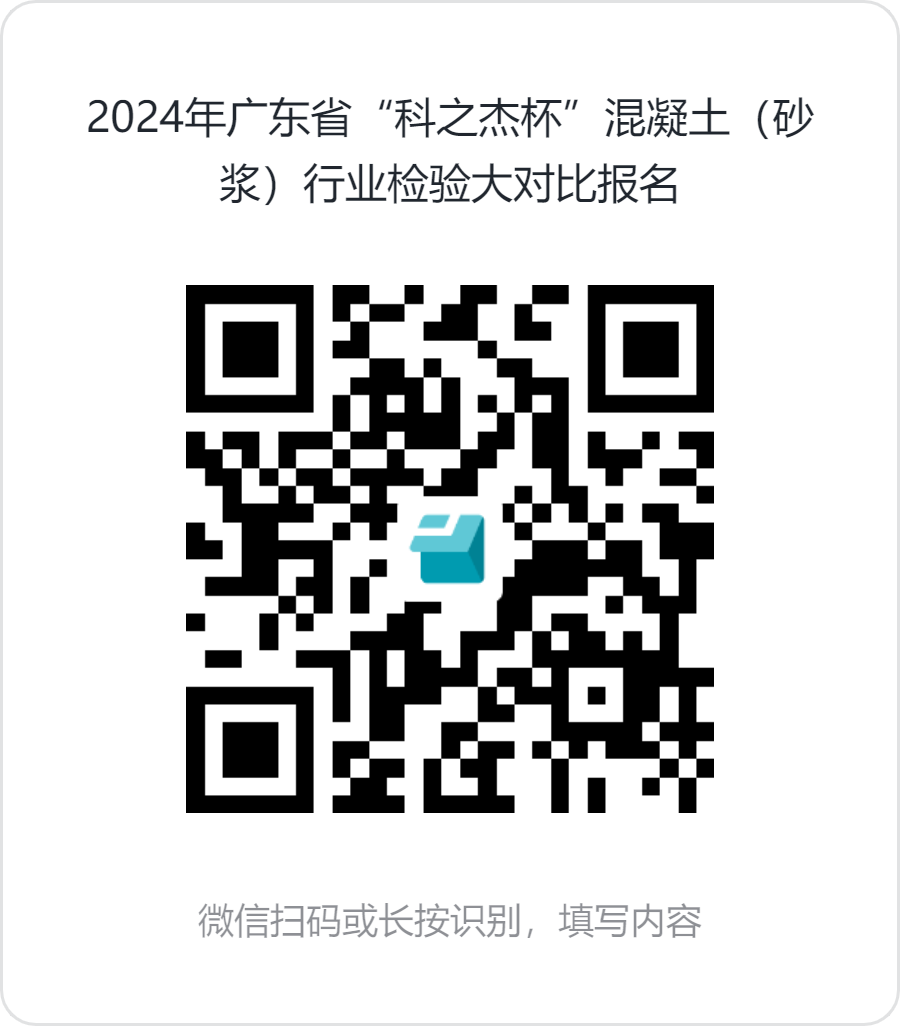 2024年广东省“科之杰杯”混凝土（砂
浆）行业检验大对比报名
微信扫码或长按识别，填写内容